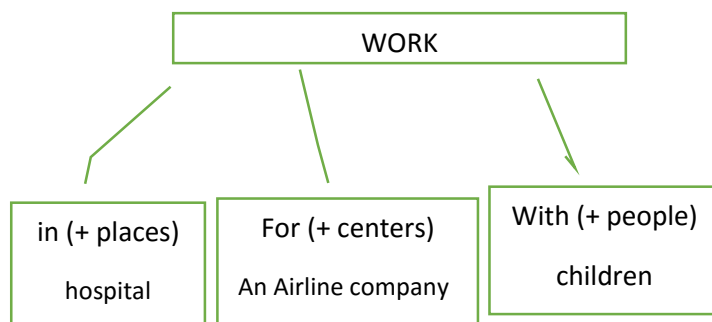 WORK
in (+ places)
hospital
For (+ centers)
An Airline company
With (+ people)
children